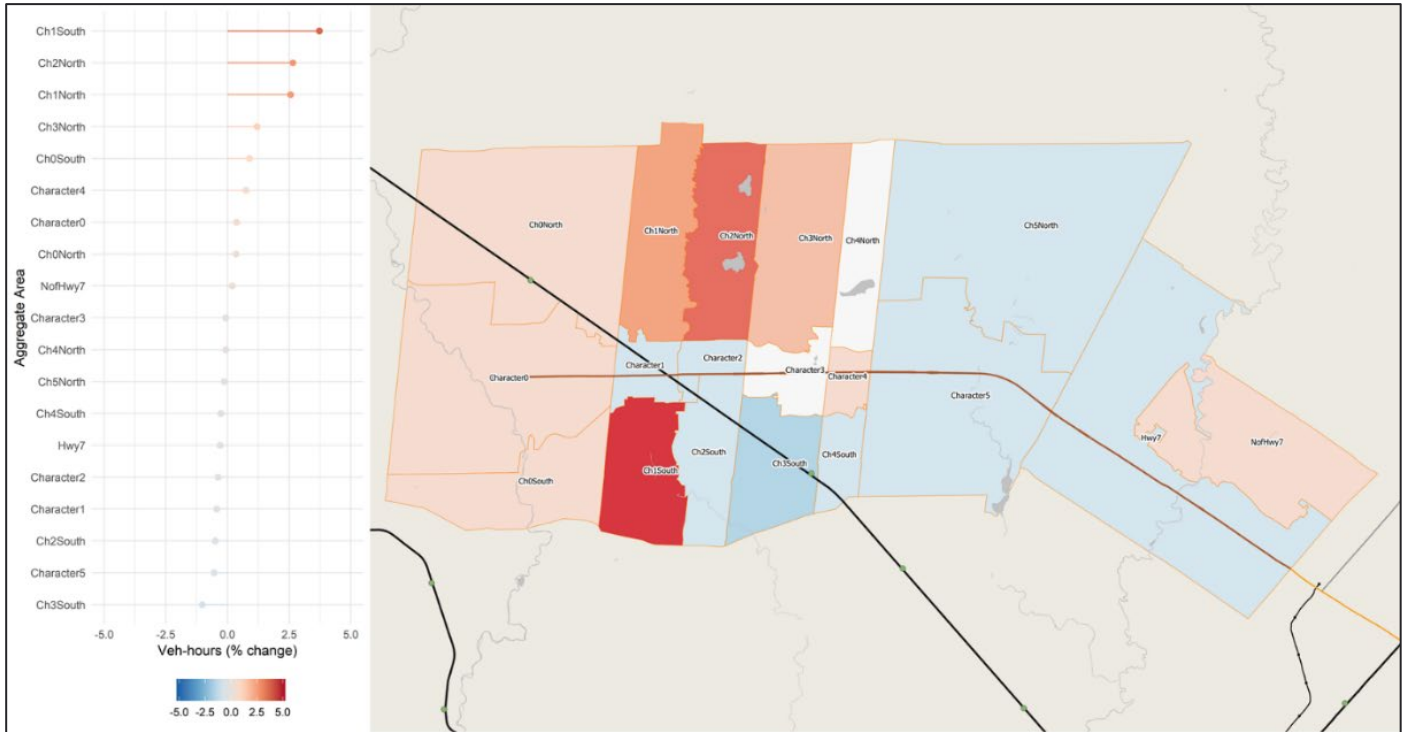 Ch1South
Ch2North
Ch1North
Ch3North
Ch0South
Character4
Character0
Ch0North
NofHwy7
Character3
Ch4North
Ch5North
Ch4South
Hwy7
Character2
Character1
Ch2South
Character5
Ch3South
Aggregate Area
-5.0 -2.5 0.0 2.5 5.0
Veh-hours (% change)
-5.0 -2.5 0.0 2.5 5.0
Ch0North
Ch1North
Ch2North
Ch3North
Ch4North
Ch5North
Character0
Character1
Character2
Character3
Character4
Character5
Hwy7
NofHwy7
Ch0South
Ch1South
Ch2South
Ch3South
Ch4South